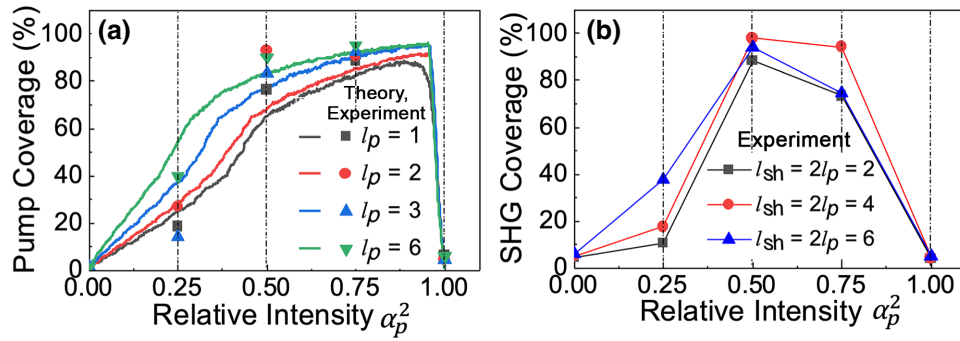 (a)
Pump Coverage (%)
100
80
60
40
20
0
Theory,
Experiment
lₚ = 1
lₚ = 2
lₚ = 3
lₚ = 6
0.00 0.25 0.50 0.75 1.00
Relative Intensity αₚ²
(b)
SHG Coverage (%)
100
80
60
40
20
0
Experiment
l_sh = 2lₚ = 2
l_sh = 2lₚ = 4
l_sh = 2lₚ = 6
0.00 0.25 0.50 0.75 1.00
Relative Intensity αₚ²